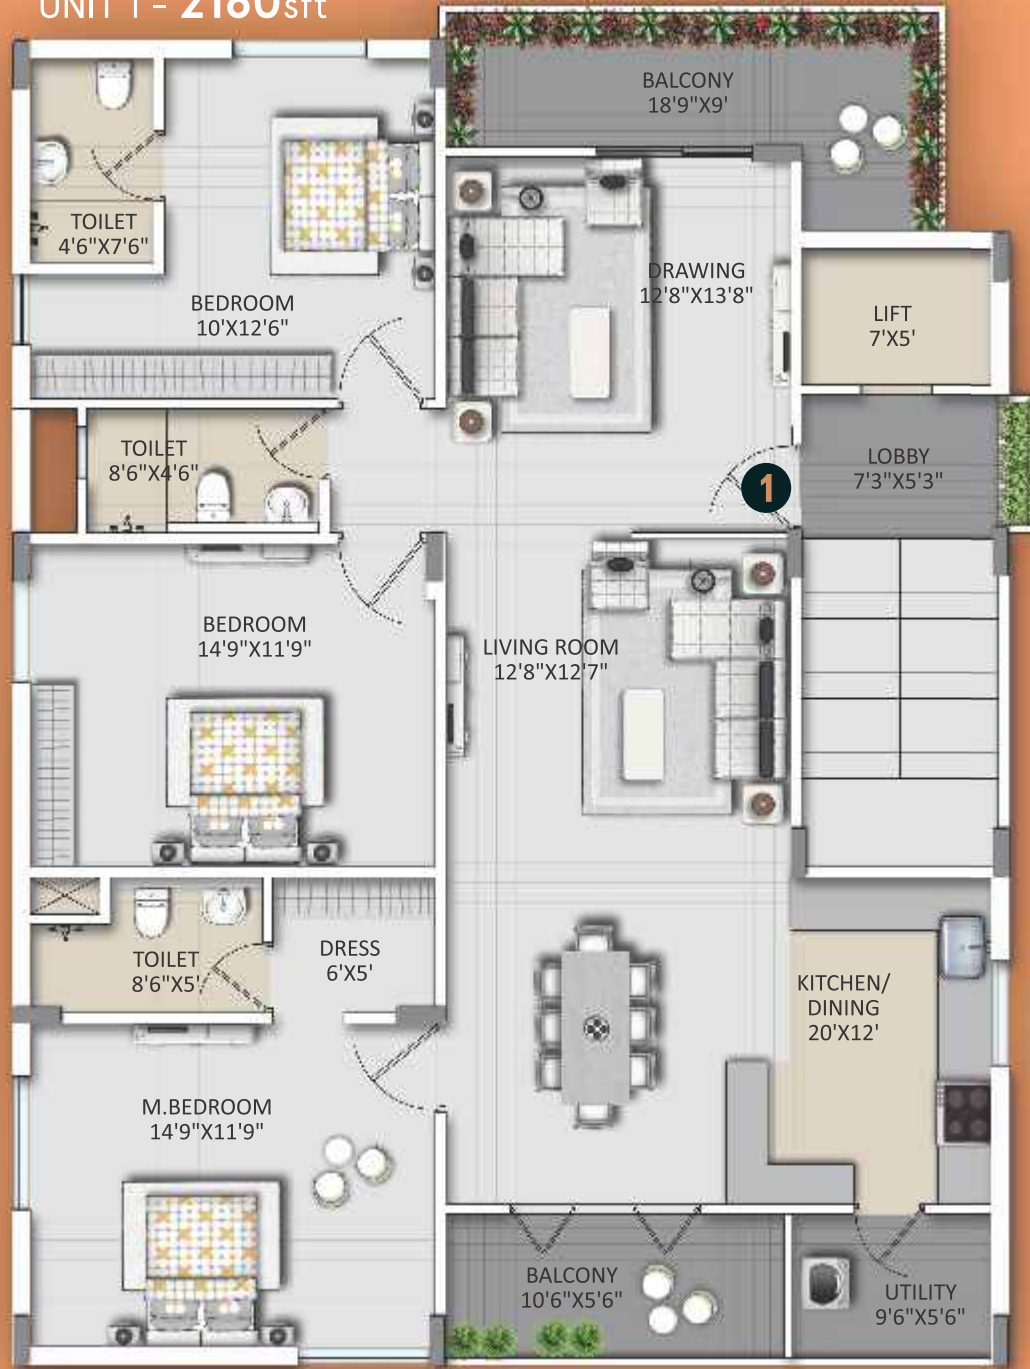 UNIT 1 - 2160sft
BALCONY
18'9"X9'
TOILET
4'6"X7'6"
BEDROOM
10'X12'6"
DRAWING
12'8"X13'8"
LIFT
7'X5'
TOILET
8'6"X4'6"
LOBBY
7'3"X5'3"
1
BEDROOM
14'9"X11'9"
LIVING ROOM
12'8"X12'7"
TOILET
8'6"X5'
DRESS
6'X5'
KITCHEN/
DINING
20'X12'
M.BEDROOM
14'9"X11'9"
BALCONY
10'6"X5'6"
UTILITY
9'6"X5'6"